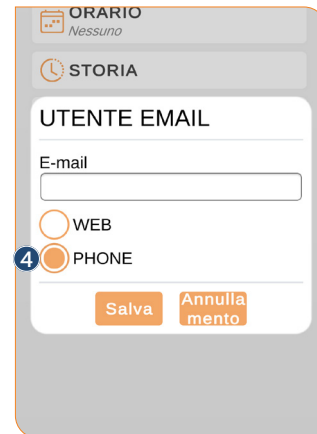 ORARIO
Nessuno
STORIA
UTENTE EMAIL
E-mail
WEB
4 PHONE
Salva
Annulla
mento